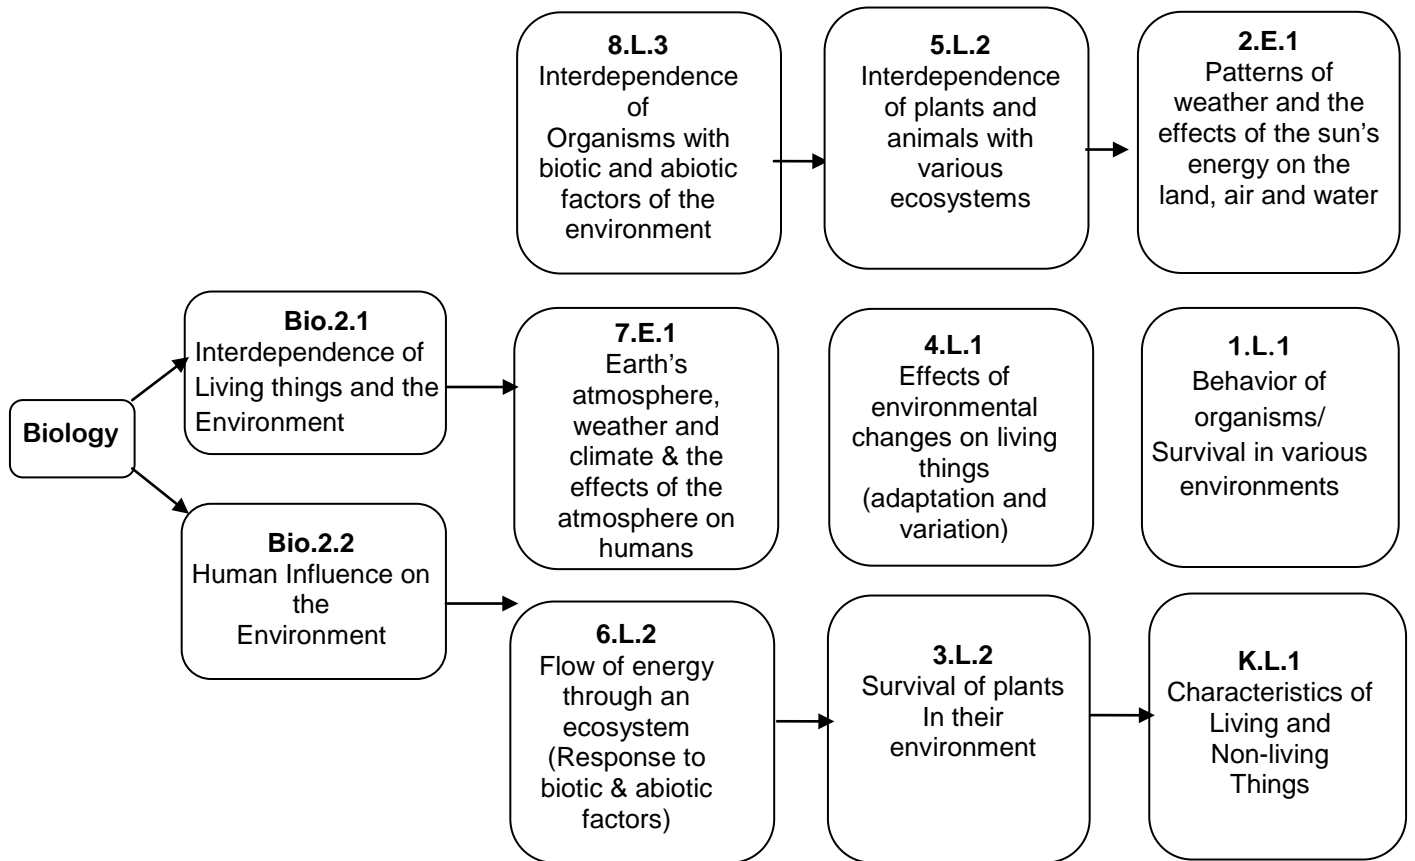 8.L.3
Interdependence
of
Organisms with
biotic and abiotic
factors of the
environment
5.L.2
Interdependence
of plants and
animals with
various
ecosystems
2.E.1
Patterns of
weather and the
effects of the sun’s
energy on the
land, air and water
Biology
Bio.2.1
Interdependence of
Living things and the
Environment
Bio.2.2
Human Influence on
the
Environment
7.E.1
Earth’s
atmosphere,
weather and
climate & the
effects of the
atmosphere on
humans
4.L.1
Effects of
environmental
changes on living
things
(adaptation and
variation)
1.L.1
Behavior of
organisms/
Survival in various
environments
6.L.2
Flow of energy
through an
ecosystem
(Response to
biotic & abiotic
factors)
3.L.2
Survival of plants
In their
environment
K.L.1
Characteristics of
Living and
Non-living
Things